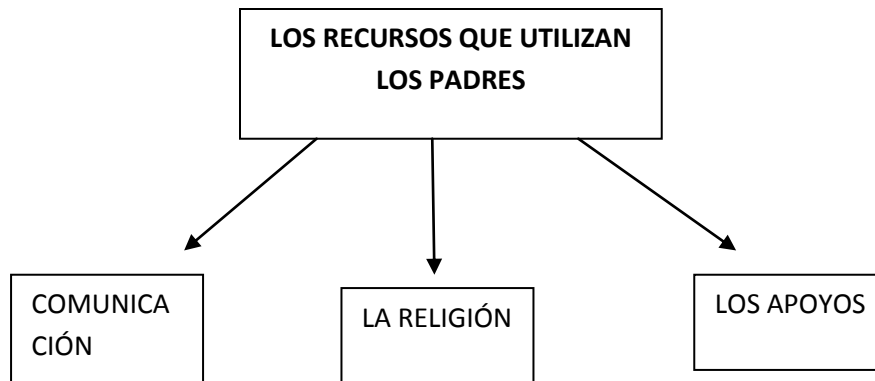 LOS RECURSOS QUE UTILIZAN
LOS PADRES
COMUNICA
CIÓN
LA RELIGIÓN
LOS APOYOS